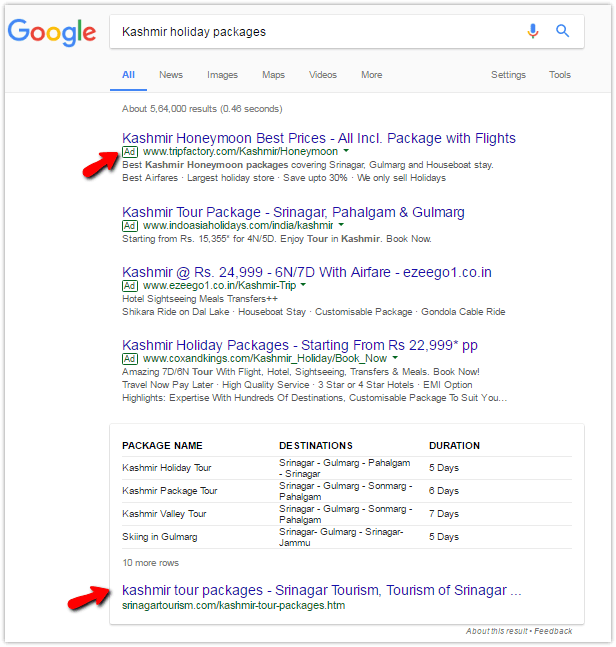 Google
Kashmir holiday packages
All News Images Maps Videos More Settings Tools
About 5,64,000 results (0.46 seconds)
Kashmir Honeymoon Best Prices - All Incl. Package with Flights
Ad www.tripfactory.com/Kashmir/Honeymoon
Best Kashmir Honeymoon packages covering Srinagar, Gulmarg and Houseboat stay.
Best Airfares · Largest holiday store · Save upto 30% · We only sell Holidays
Kashmir Tour Package - Srinagar, Pahalgam & Gulmarg
Ad www.indoasiaholidays.com/india/kashmir
Starting from Rs. 15,355* for 4N/5D. Enjoy Tour in Kashmir. Book Now.
Kashmir @ Rs. 24,999 - 6N/7D With Airfare - ezeego1.co.in
Ad www.ezeego1.co.in/Kashmir-Trip
Hotel Sightseeing Meals Transfers++
Shikara Ride on Dal Lake · Houseboat Stay · Customisable Package · Gondola Cable Ride
Kashmir Holiday Packages - Starting From Rs 22,999* pp
Ad www.coxandkings.com/Kashmir_Holiday/Book_Now
Amazing 7D/6N Tour With Flight, Hotel, Sightseeing, Transfers & Meals. Book Now!
Travel Now Pay Later · High Quality Service · 3 Star or 4 Star Hotels · EMI Option
Highlights: Expertise With Hundreds Of Destinations, Customisable Package To Suit You…
PACKAGE NAME DESTINATIONS DURATION
Kashmir Holiday Tour Srinagar - Gulmarg - Pahalgam - Srinagar 5 Days
Kashmir Package Tour Srinagar - Gulmarg - Sonmarg - Pahalgam 6 Days
Kashmir Valley Tour Srinagar - Gulmarg - Sonmarg - Pahalgam 7 Days
Skiing in Gulmarg Srinagar- Gulmarg - Srinagar- Jammu 5 Days
10 more rows
kashmir tour packages - Srinagar Tourism, Tourism of Srinagar ...
srinagartourism.com/kashmir-tour-packages.htm
About this result • Feedback